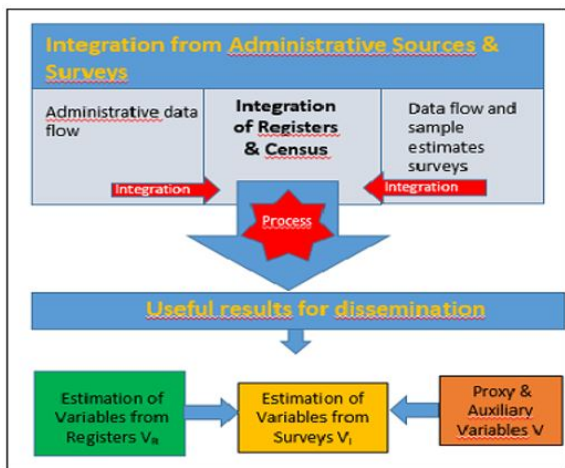 Integration from Administrative Sources &
Surveys
Administrative data
flow
Integration
of Registers
& Census
Data flow and
sample
estimates
surveys
Integration
Integration
Process
Useful results for dissemination
Estimation of
Variables from
Registers VR
Estimation of
Variables from
Surveys VI
Proxy &
Auxiliary
Variables V